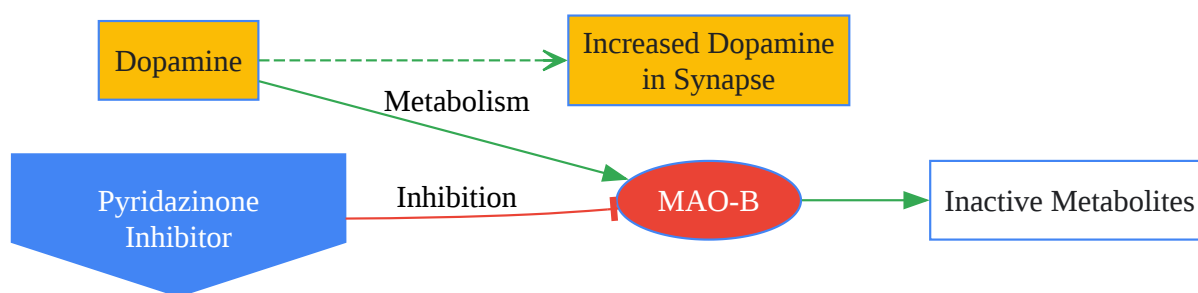 Dopamine
Increased Dopamine
in Synapse
Metabolism
Pyridazinone
Inhibitor
Inhibition
MAO-B
Inactive Metabolites